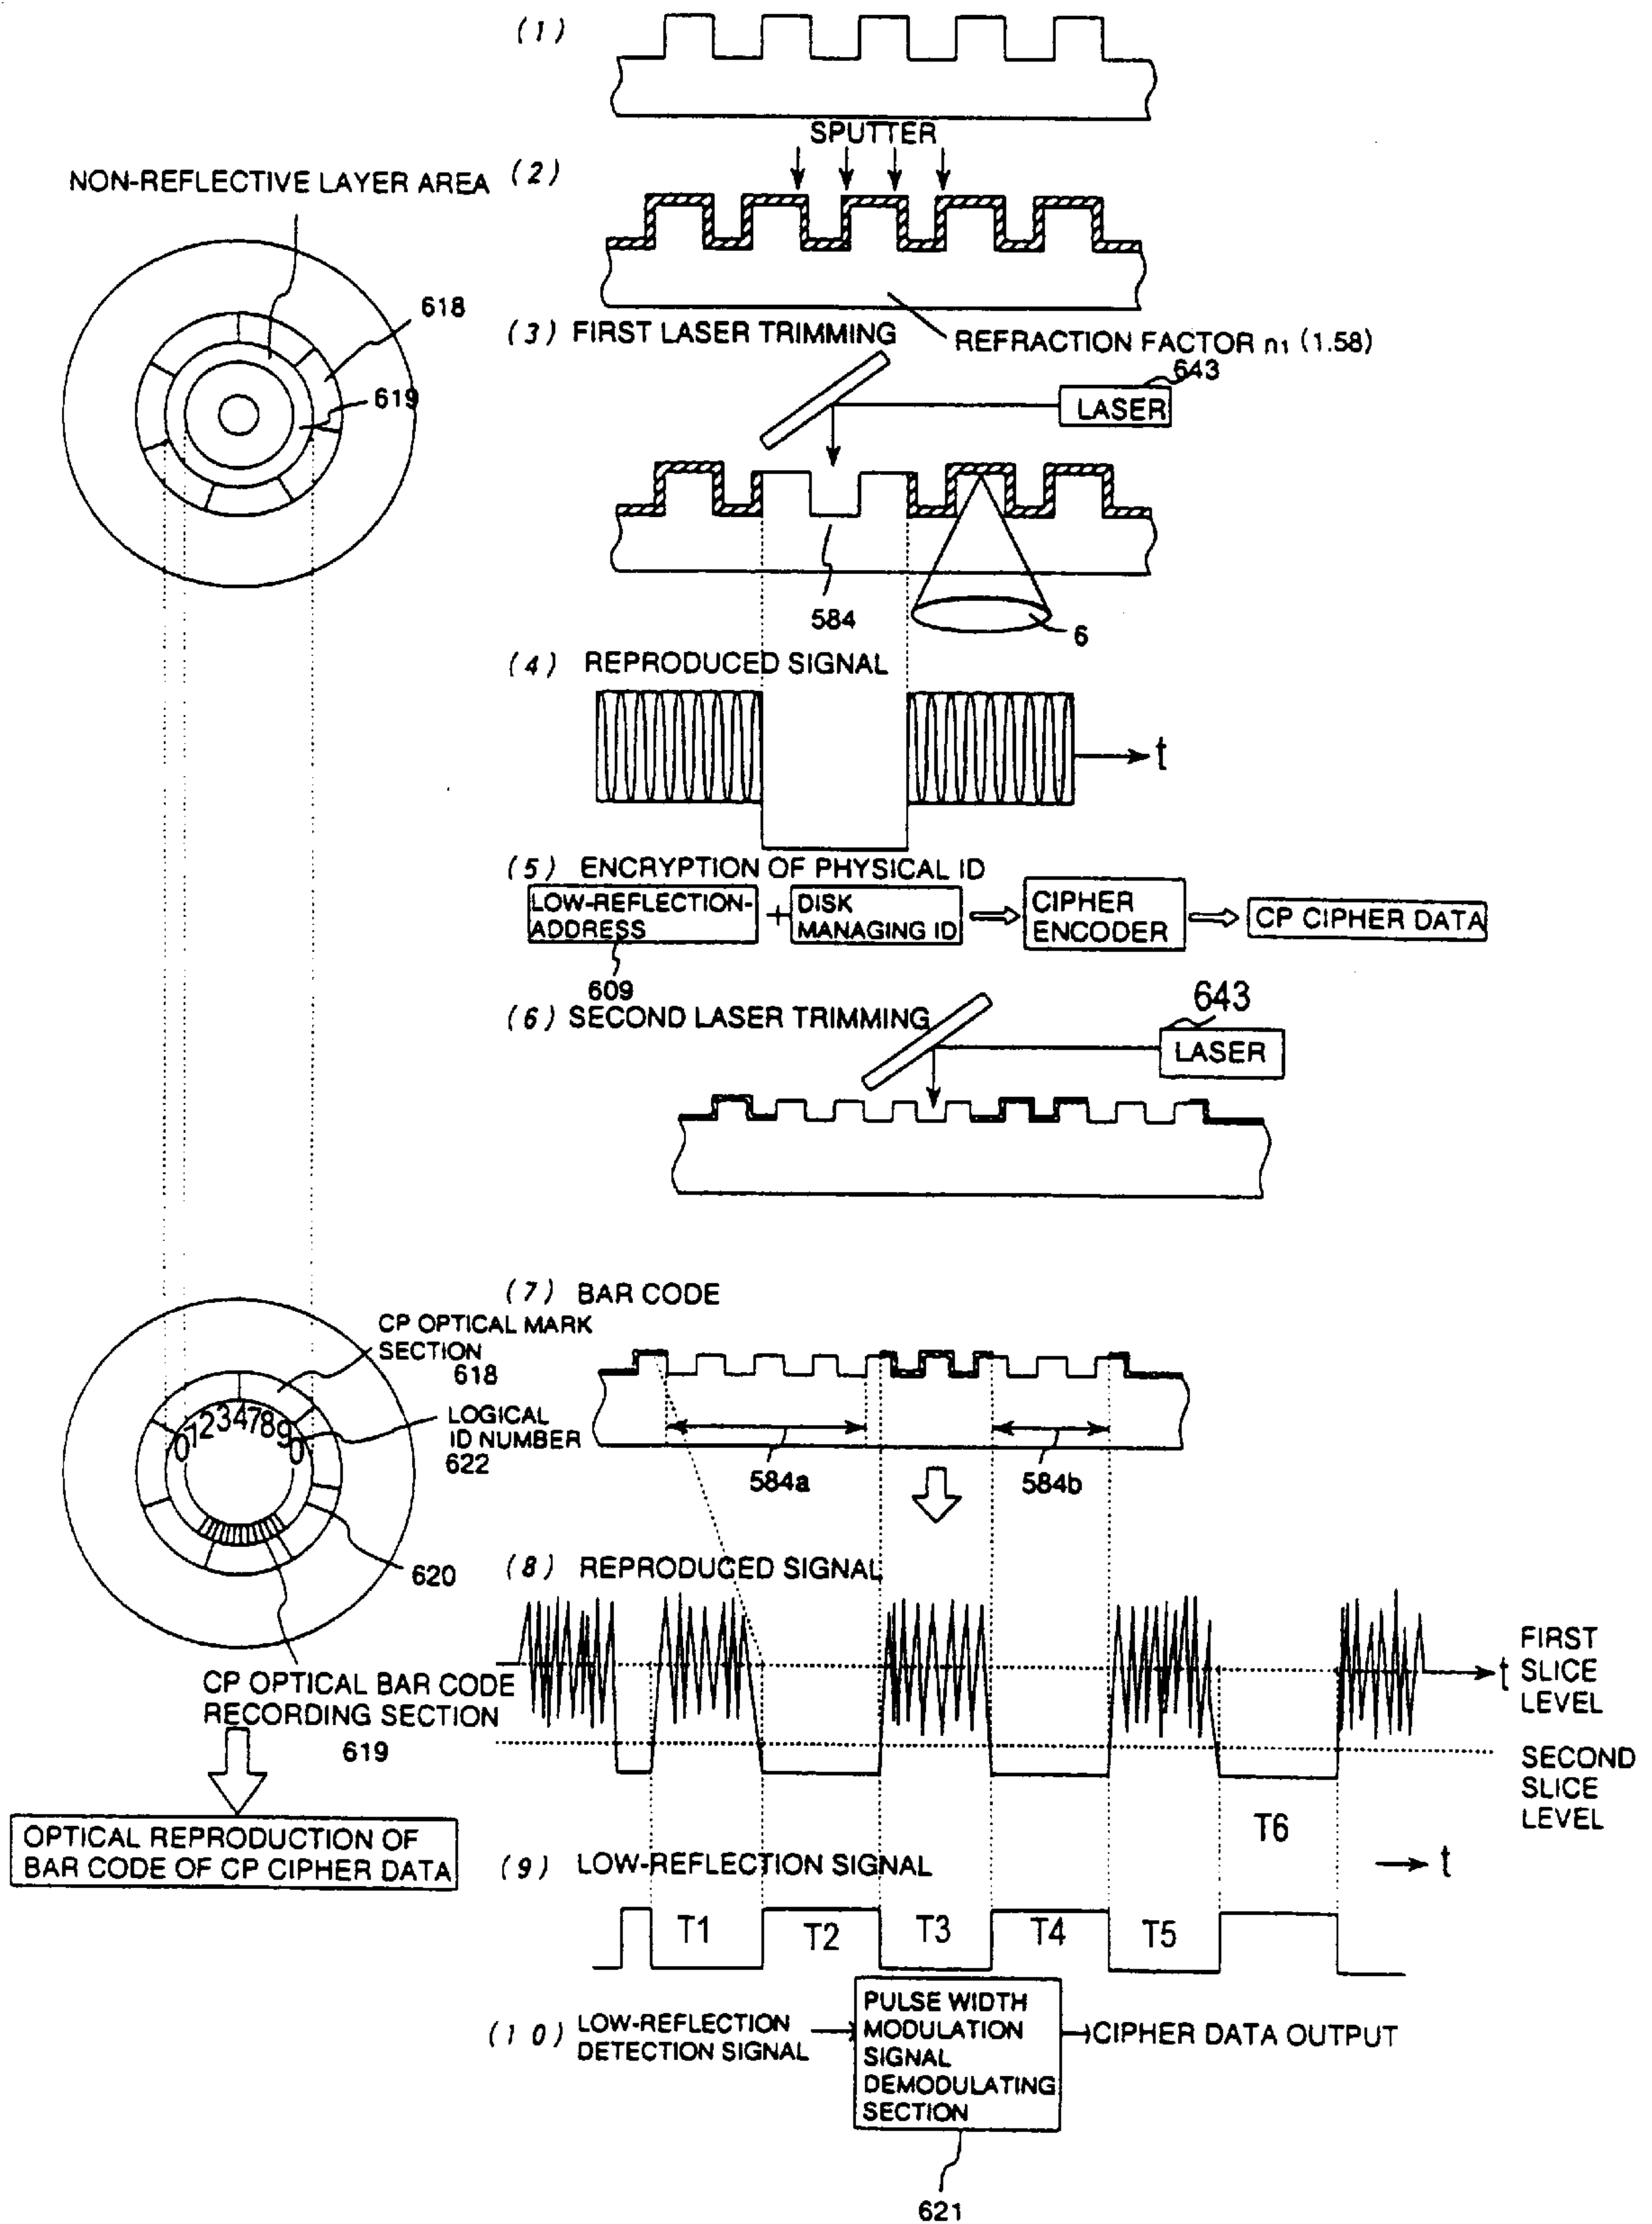 (1)
SPUTTER
(2)
NON-REFLECTIVE LAYER AREA
618
619
REFRACTION FACTOR n1 (1.58)
(3) FIRST LASER TRIMMING
643
LASER
584
6
(4) REPRODUCED SIGNAL
t
(5) ENCRYPTION OF PHYSICAL ID
LOW-REFLECTION-
ADDRESS
+
DISK
MANAGING ID
CIPHER
ENCODER
CP CIPHER DATA
609
(6) SECOND LASER TRIMMING
643
LASER
(7) BAR CODE
CP OPTICAL MARK
SECTION
618
012347890
LOGICAL
ID NUMBER
622
620
584a
584b
CP OPTICAL BAR CODE
RECORDING SECTION
619
OPTICAL REPRODUCTION OF
BAR CODE OF CP CIPHER DATA
(8) REPRODUCED SIGNAL
t
FIRST
SLICE
LEVEL
SECOND
SLICE
LEVEL
T6
(9) LOW-REFLECTION SIGNAL
t
T1
T2
T3
T4
T5
(10) LOW-REFLECTION
DETECTION SIGNAL
PULSE WIDTH
MODULATION
SIGNAL
DEMODULATING
SECTION
CIPHER DATA OUTPUT
621